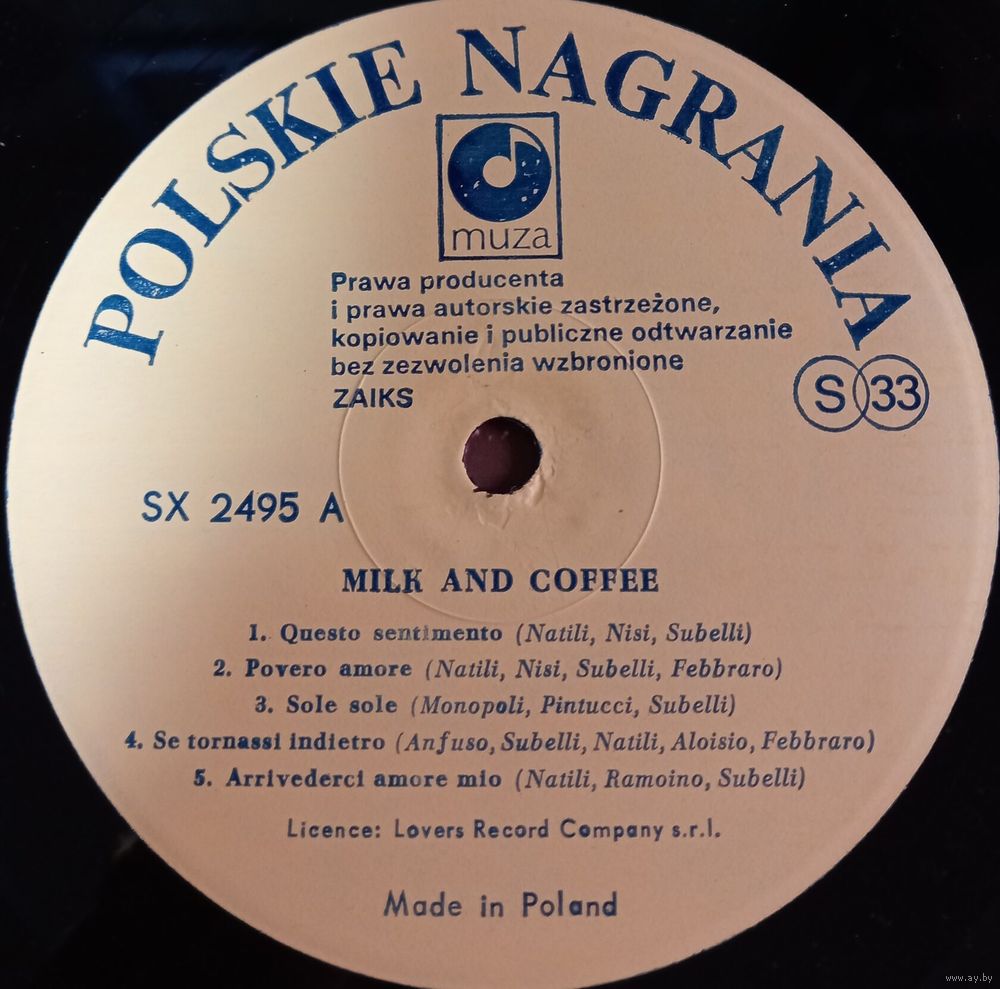 POLSKIE NAGRANIA
muza
Prawa producenta
i prawa autorskie zastrzeżone,
kopiowanie i publiczne odtwarzanie
bez zezwolenia wzbronione
ZAIKS
S 33
SX 2495 A
MILK AND COFFEE
1. Questo sentimento (Natili, Nisi, Subelli)
2. Povero amore (Natili, Nisi, Subelli, Febbraro)
3. Sole sole (Monopoli, Pintucci, Subelli)
4. Se tornassi indietro (Anfuso, Subelli, Natili, Aloisio, Febbraro)
5. Arrivederci amore mio (Natili, Ramoino, Subelli)
Licence: Lovers Record Company s.r.l.
Made in Poland
www.ay.by